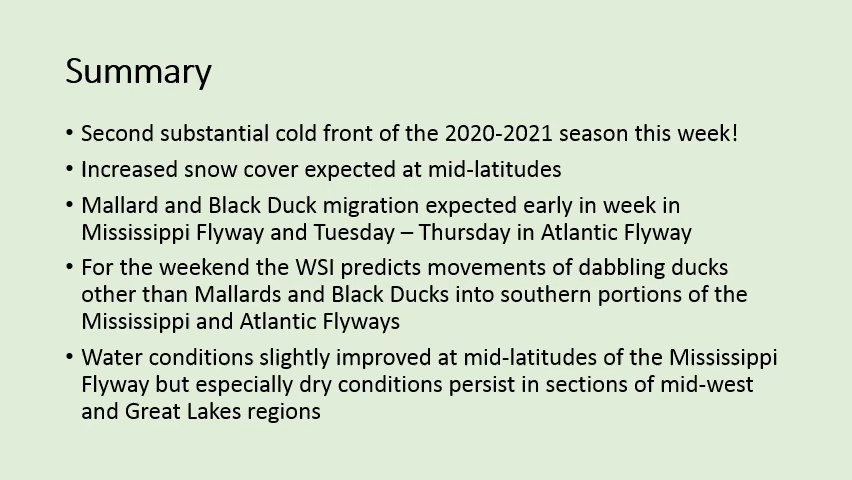 Summary
• Second substantial cold front of the 2020-2021 season this week!
• Increased snow cover expected at mid-latitudes
• Mallard and Black Duck migration expected early in week in
Mississippi Flyway and Tuesday – Thursday in Atlantic Flyway
• For the weekend the WSI predicts movements of dabbling ducks
other than Mallards and Black Ducks into southern portions of the
Mississippi and Atlantic Flyways
• Water conditions slightly improved at mid-latitudes of the Mississippi
Flyway but especially dry conditions persist in sections of mid-west
and Great Lakes regions